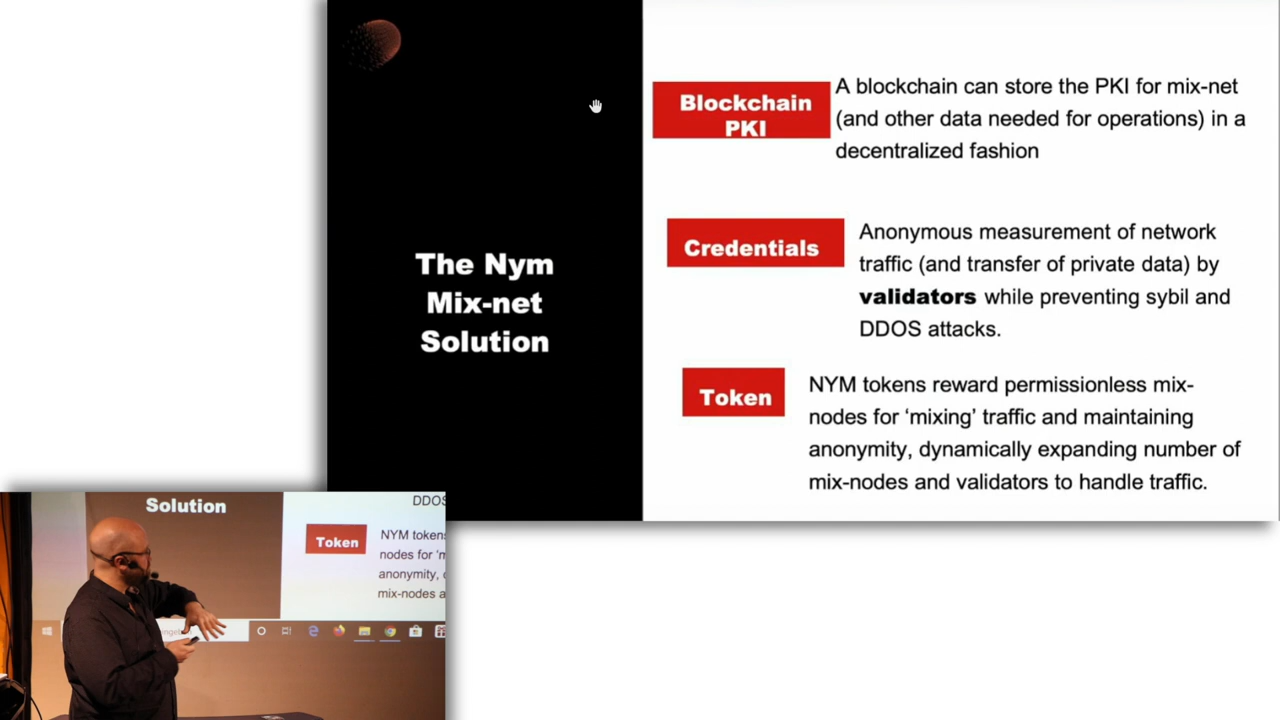 The Nym
Mix-net
Solution
Blockchain
PKI
A blockchain can store the PKI for mix-net
(and other data needed for operations) in a
decentralized fashion
Credentials
Anonymous measurement of network
traffic (and transfer of private data) by
validators while preventing sybil and
DDOS attacks.
Token
NYM tokens reward permissionless mix-
nodes for ‘mixing’ traffic and maintaining
anonymity, dynamically expanding number of
mix-nodes and validators to handle traffic.
Solution
DDOS
Token
NYM token
nodes for ‘m
anonymity,
mix-nodes a